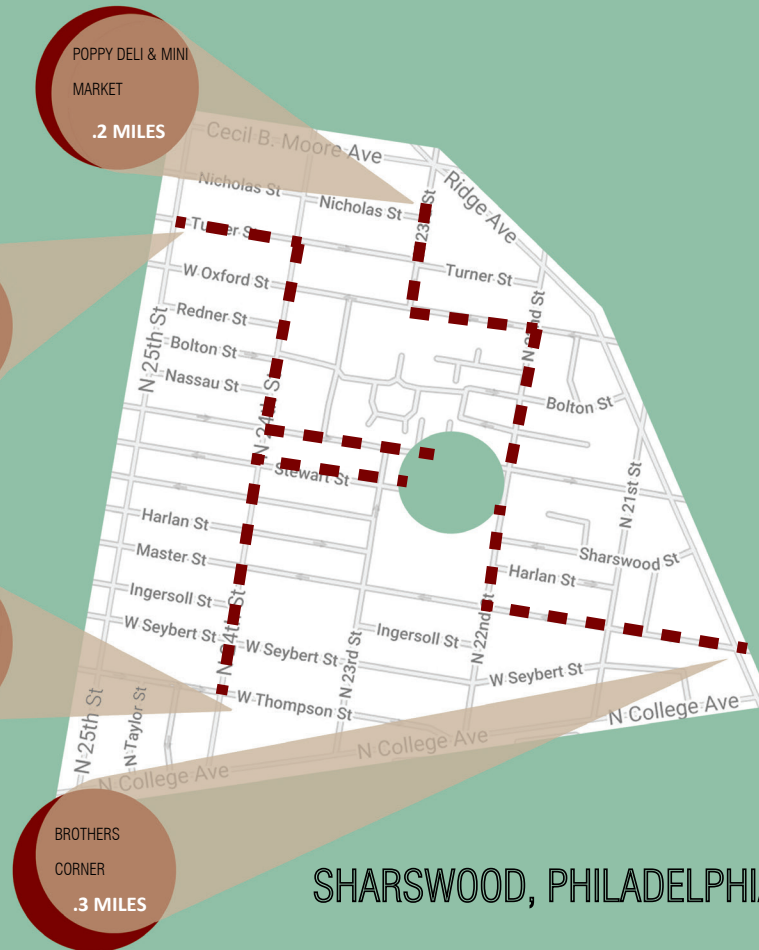 POPPY DELI & MINI
MARKET
.2 MILES
Cecil B. Moore Ave
Nicholas St
Nicholas St
Ridge Ave
Turner St
Turner St
W Oxford St
N 22nd St
Redner St
N 25th St
Bolton St
Nassau St
Bolton St
N 24th St
Stewart St
N 21st St
Harlan St
Master St
Sharswood St
Harlan St
Ingersoll St
N 24th St
W Seybert St
Ingersoll St
N 22nd St
W Seybert St
N 23rd St
W Seybert St
W Thompson St
N 25th St
N Taylor St
N College Ave
N College Ave
N College Ave
BROTHERS
CORNER
.3 MILES
SHARSWOOD, PHILADELPHIA